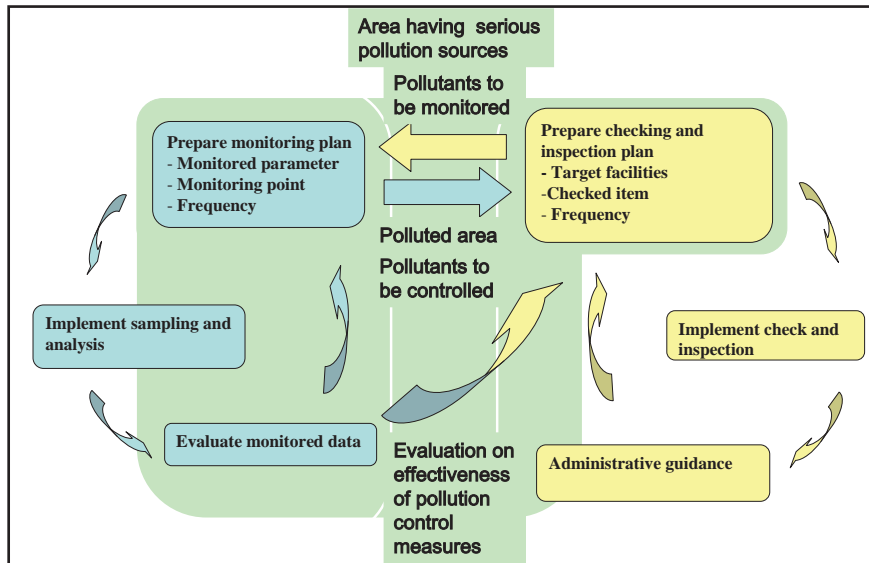 Area having serious
pollution sources
Pollutants to
be monitored
Prepare monitoring plan
- Monitored parameter
- Monitoring point
- Frequency
Prepare checking and
inspection plan
- Target facilities
-Checked item
- Frequency
Polluted area
Pollutants to
be controlled
Implement sampling and
analysis
Implement check and
inspection
Evaluate monitored data
Evaluation on
effectiveness
of pollution
control
measures
Administrative guidance